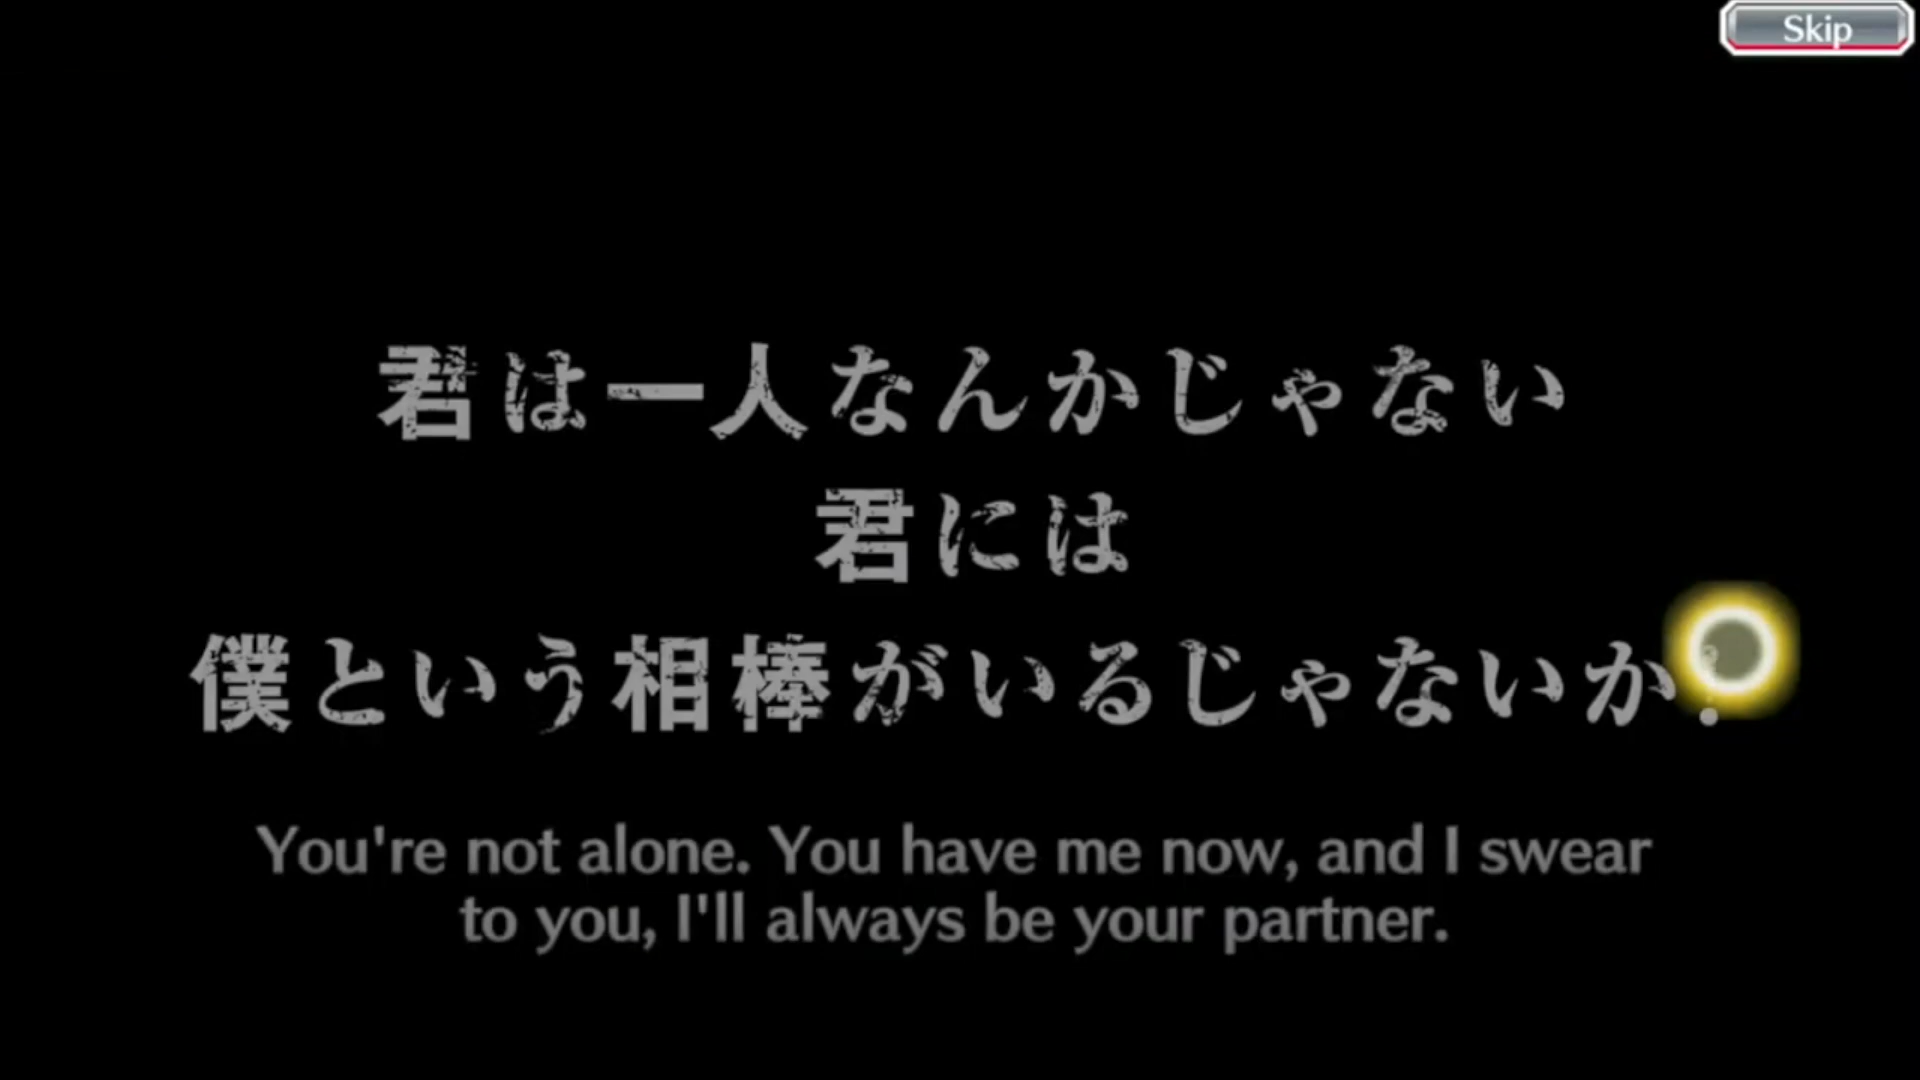 Skip
君は一人なんかじゃない
君には
僕という相棒がいるじゃないか
You're not alone. You have me now, and I swear
to you, I'll always be your partner.